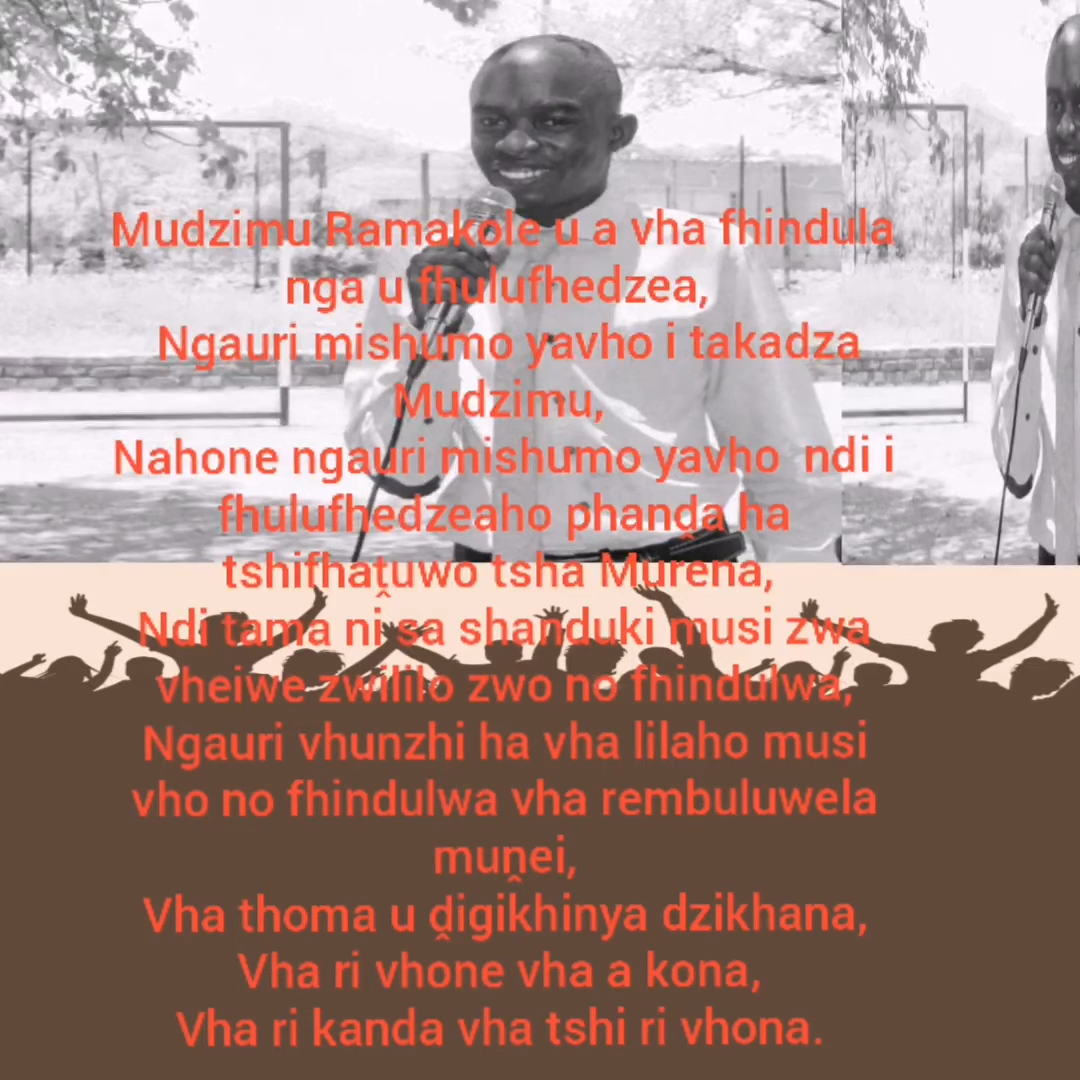 Mudzimu Ramakole u a vha fhindula
nga u fhulufhedzea,
Ngauri mishumo yavho i takadza
Mudzimu,
Nahone ngauri mishumo yavho ndi i
fhulufhedzeaho phanḓa ha
tshifhaṱuwo tsha Murena,
Ndi tama ni sa shanduki musi zwa
vheiwe zwililo zwo no fhindulwa,
Ngauri vhunzhi ha vha lilaho musi
vho no fhindulwa vha rembuluwela
muṋei,
Vha thoma u ḓigikhinya dzikhana,
Vha ri vhone vha a kona,
Vha ri kanda vha tshi ri vhona.